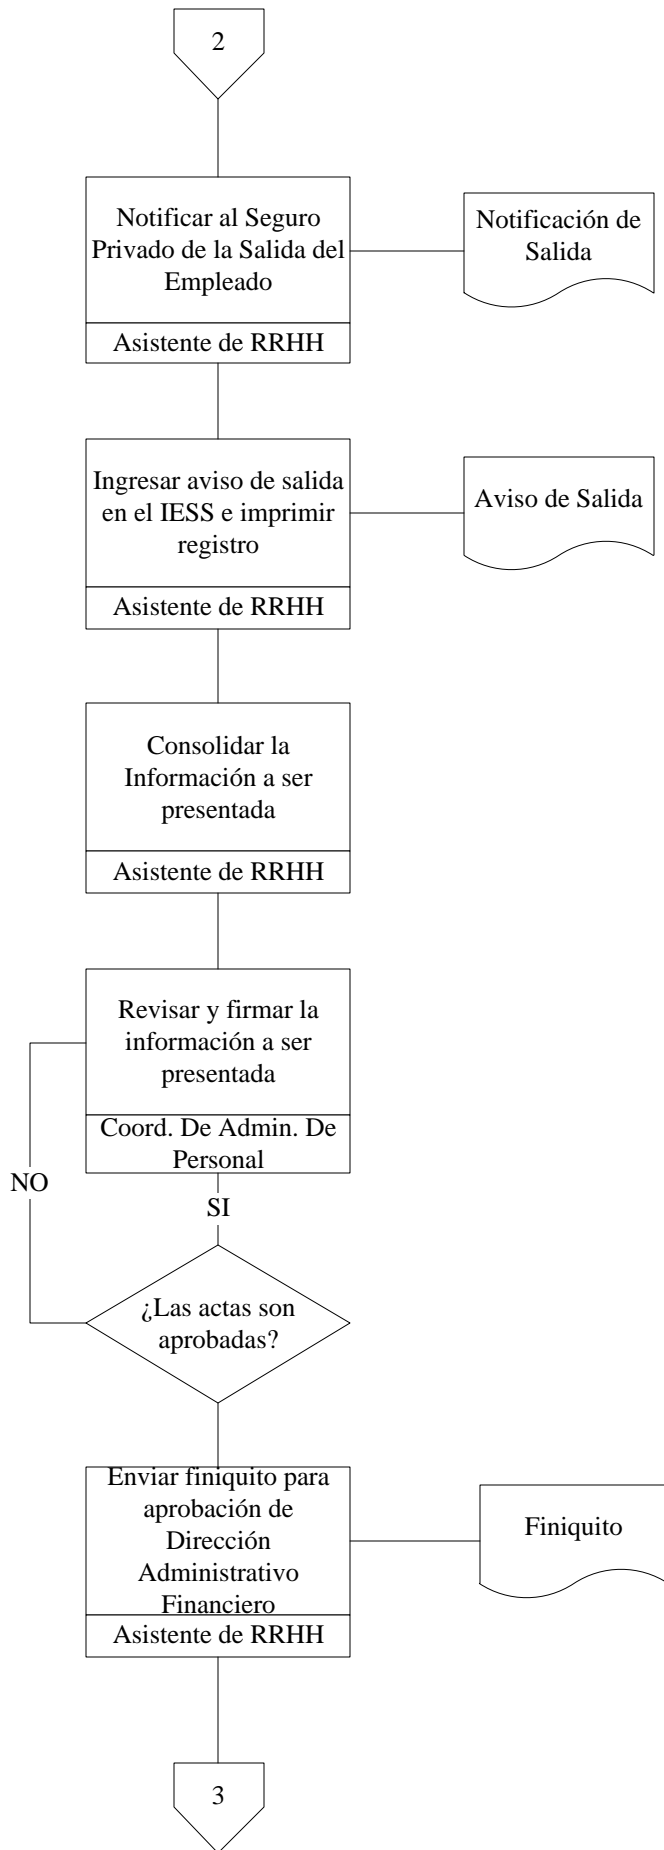 2
Notificar al Seguro
Privado de la Salida del
Empleado
Asistente de RRHH
Notificación de
Salida
Ingresar aviso de salida
en el IESS e imprimir
registro
Asistente de RRHH
Aviso de Salida
Consolidar la
Información a ser
presentada
Asistente de RRHH
Revisar y firmar la
información a ser
presentada
Coord. De Admin. De
Personal
NO
SI
¿Las actas son
aprobadas?
Enviar finiquito para
aprobación de
Dirección
Administrativo
Financiero
Asistente de RRHH
Finiquito
3